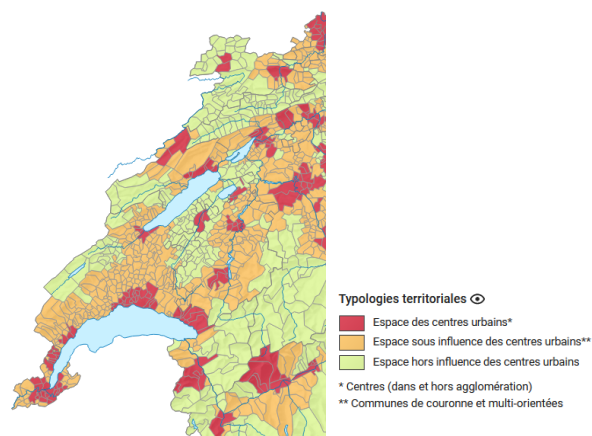 Typologies territoriales
Espace des centres urbains*
Espace sous influence des centres urbains**
Espace hors influence des centres urbains
* Centres (dans et hors agglomération)
** Communes de couronne et multi-orientées